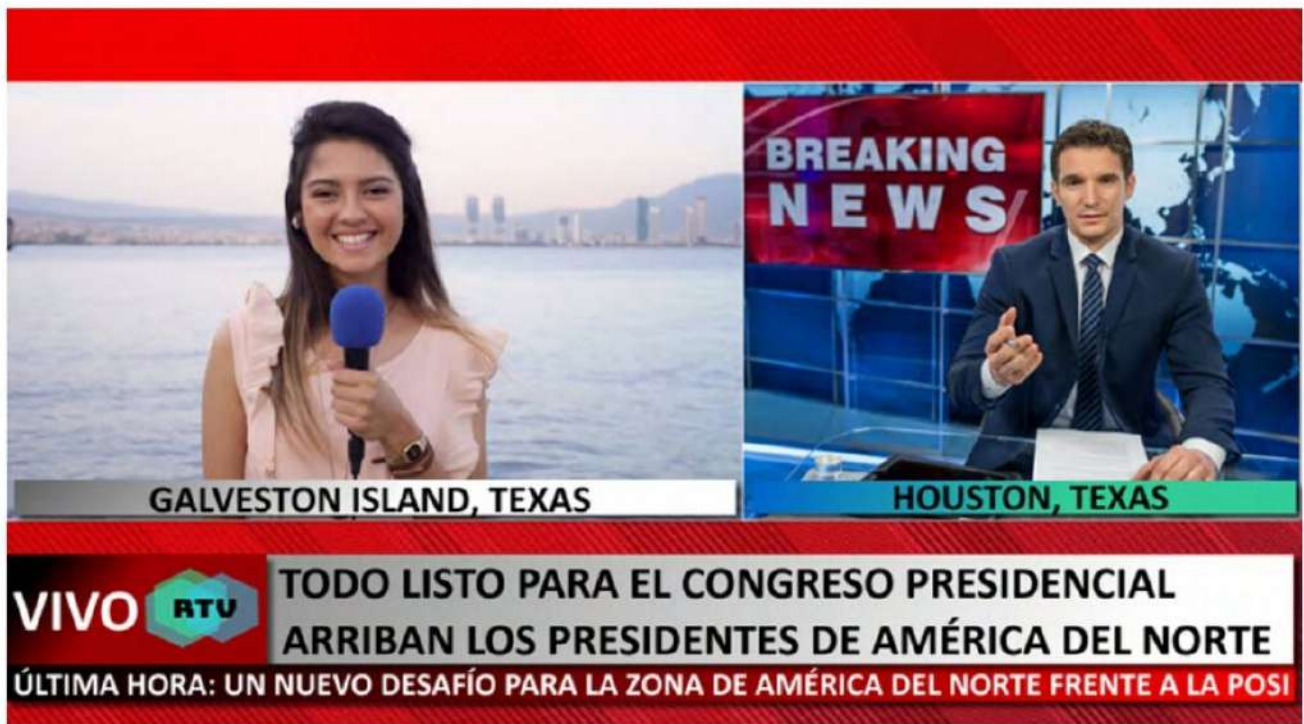 BREAKING
NEWS
GALVESTON ISLAND, TEXAS
HOUSTON, TEXAS
VIVO
RTV
TODO LISTO PARA EL CONGRESO PRESIDENCIAL
ARRIBAN LOS PRESIDENTES DE AMÉRICA DEL NORTE
ÚLTIMA HORA: UN NUEVO DESAFÍO PARA LA ZONA DE AMÉRICA DEL NORTE FRENTE A LA POSI